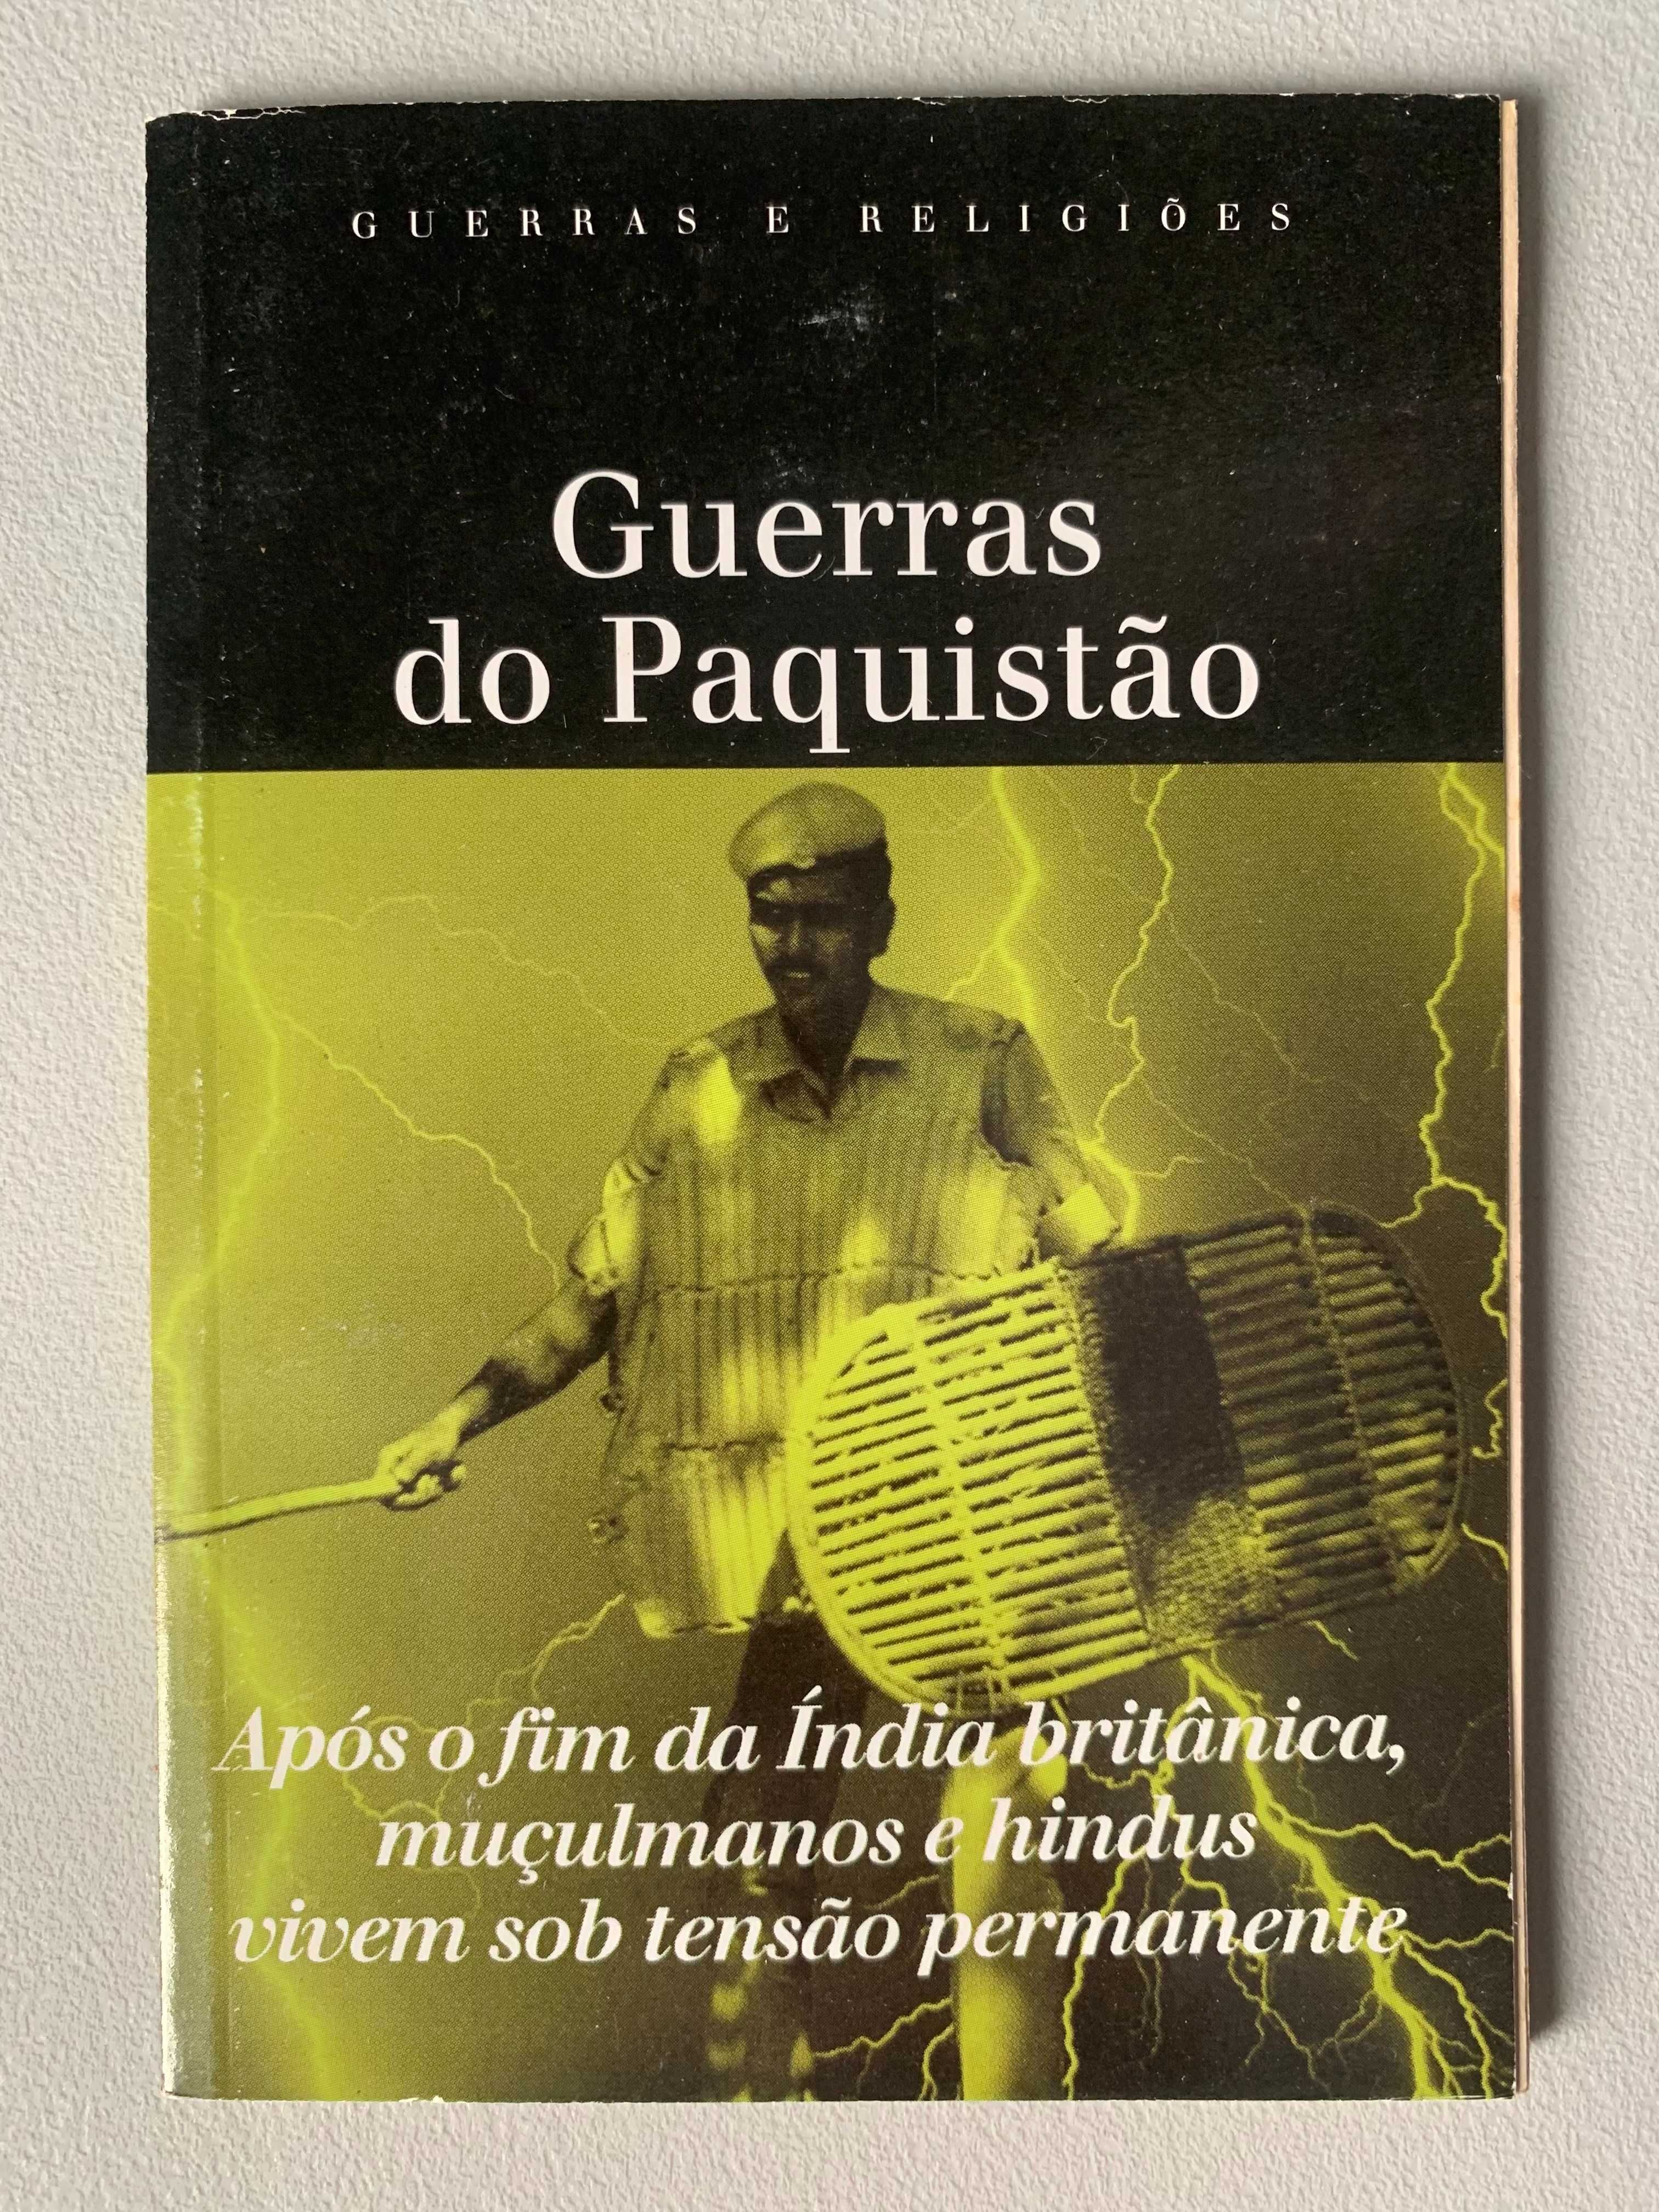 GUERRAS E RELIGIÕES
Guerras
do Paquistão
Após o fim da Índia britânica,
muçulmanos e hindus
vivem sob tensão permanente